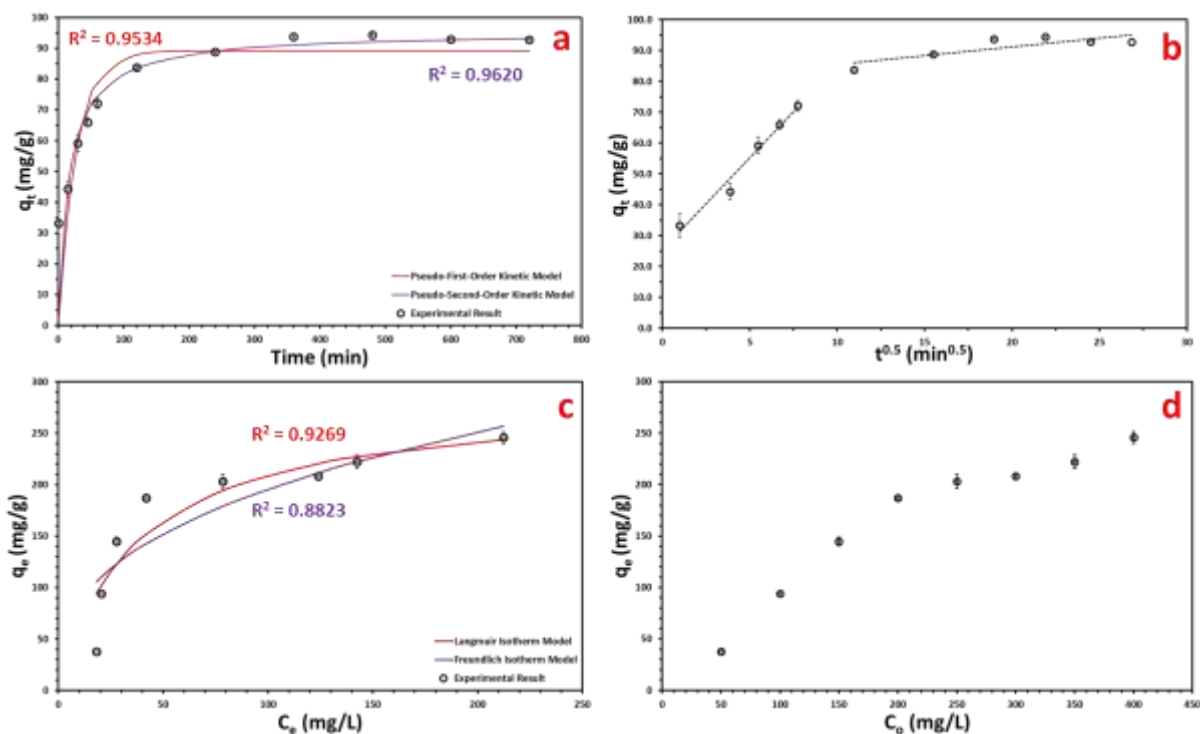 a
R² = 0.9534
R² = 0.9620
qt (mg/g)
100
90
80
70
60
50
40
30
20
10
0
Pseudo-First-Order Kinetic Model
Pseudo-Second-Order Kinetic Model
Experimental Result
0 100 200 300 400 500 600 700 800
Time (min)
b
qt (mg/g)
100.0
90.0
80.0
70.0
60.0
50.0
40.0
30.0
20.0
10.0
0.0
0 5 10 15 20 25 30
t^0.5 (min^0.5)
c
R² = 0.9269
R² = 0.8823
qe (mg/g)
300
250
200
150
100
50
0
Langmuir Isotherm Model
Freundlich Isotherm Model
Experimental Result
0 50 100 150 200 250
Ce (mg/L)
d
qe (mg/g)
300
250
200
150
100
50
0
0 50 100 150 200 250 300 350 400 450
Co (mg/L)